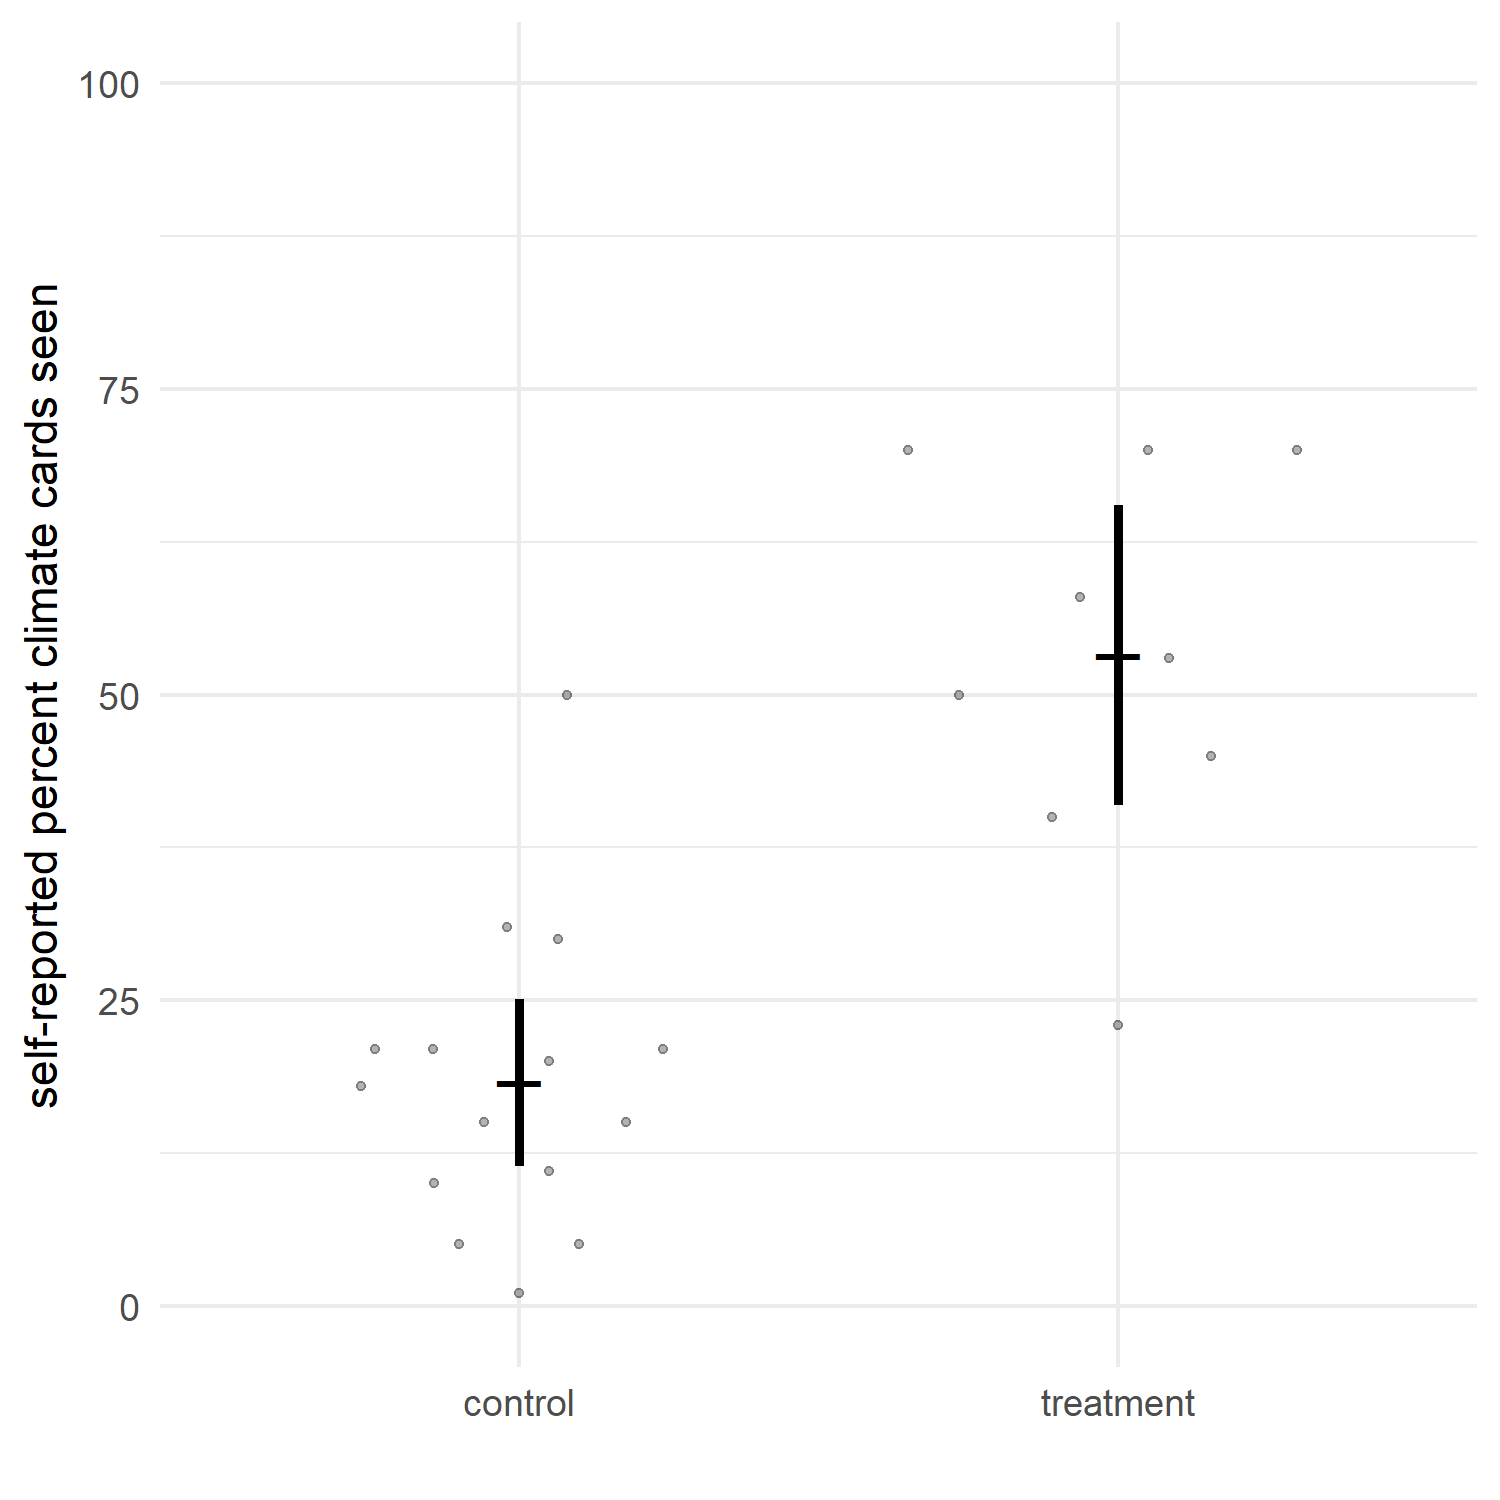 self-reported percent climate cards seen
100
75
50
25
0
control
treatment